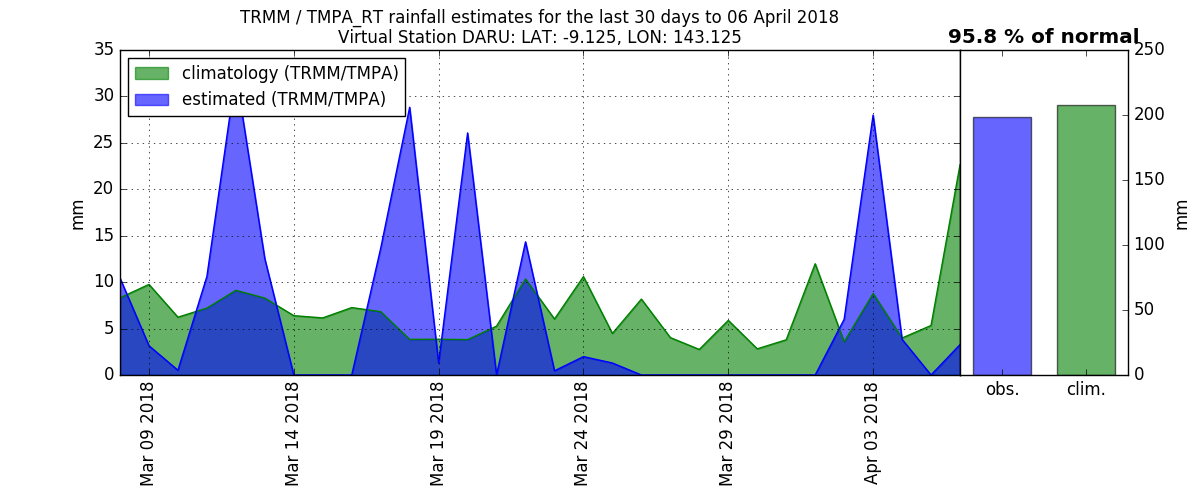 TRMM / TMPA_RT rainfall estimates for the last 30 days to 06 April 2018
Virtual Station DARU: LAT: -9.125, LON: 143.125
95.8 % of normal
climatology (TRMM/TMPA)
estimated (TRMM/TMPA)
35
30
25
20
15
10
5
0
mm
Mar 09 2018
Mar 14 2018
Mar 19 2018
Mar 24 2018
Mar 29 2018
Apr 03 2018
250
200
150
100
50
0
mm
obs.
clim.